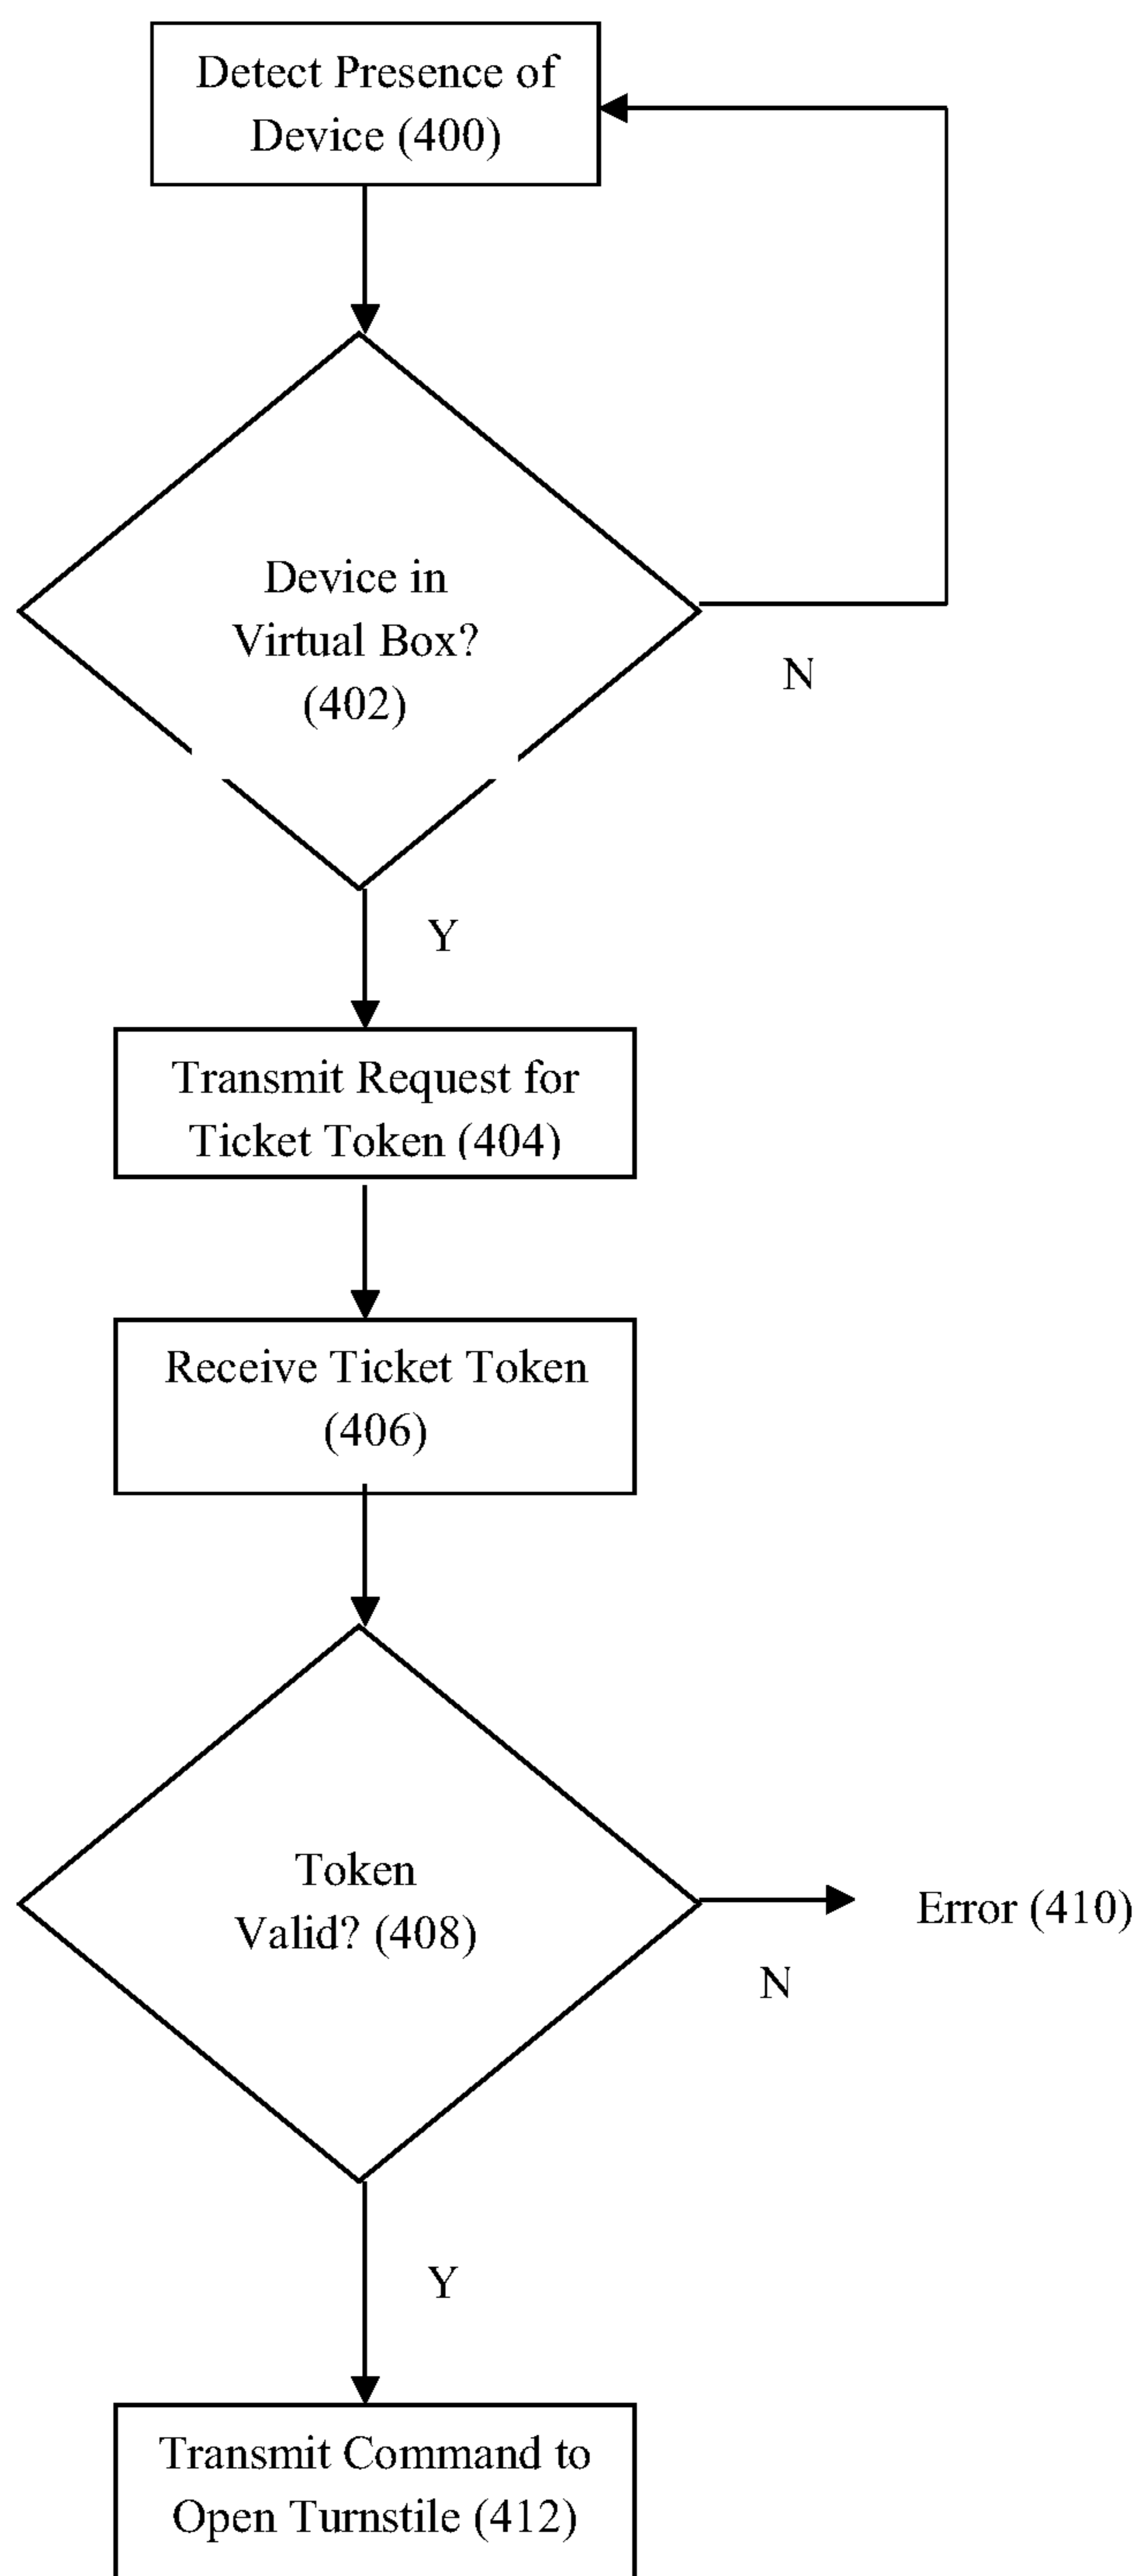 Detect Presence of
Device (400)
Device in
Virtual Box?
(402)
N
Y
Transmit Request for
Ticket Token (404)
Receive Ticket Token
(406)
Token
Valid? (408)
Error (410)
N
Y
Transmit Command to
Open Turnstile (412)